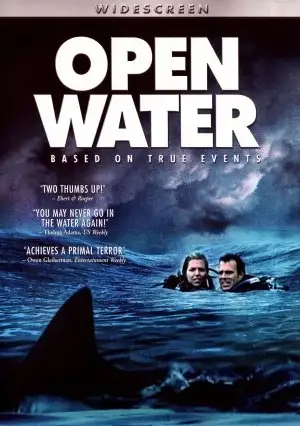 WIDESCREEN
OPEN
WATER
BASED ON TRUE EVENTS
"TWO THUMBS UP!"
– Ebert & Roeper
"YOU MAY NEVER GO IN
THE WATER AGAIN!"
– Thelma Adams, US Weekly
"ACHIEVES A PRIMAL TERROR"
– Owen Gleiberman, Entertainment Weekly